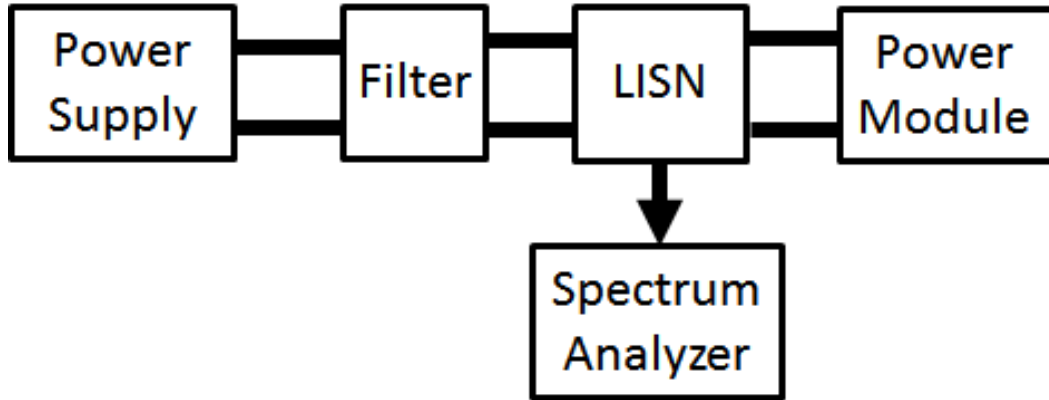 Power
Supply
Filter
LISN
Power
Module
Spectrum
Analyzer